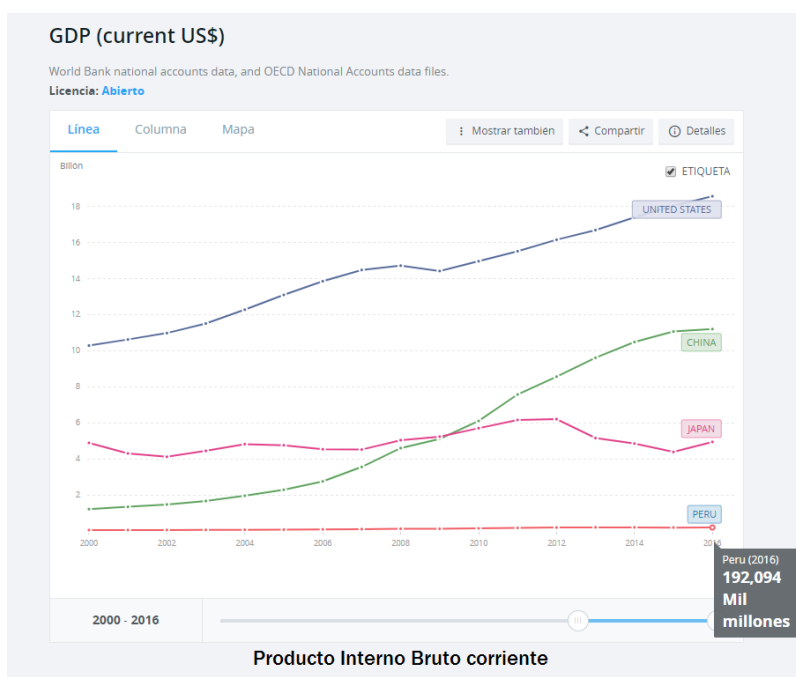 GDP (current US$)
World Bank national accounts data, and OECD National Accounts data files.
Licencia: Abierto
Línea Columna Mapa Mostrar tambien Compartir Detalles
Billón ETIQUETA
18
UNITED STATES
16
14
12
10
CHINA
8
6
JAPAN
4
2
PERU
2000 2002 2004 2006 2008 2010 2012 2014 2016
Peru (2016)
192,094
Mil
millones
2000 - 2016
Producto Interno Bruto corriente